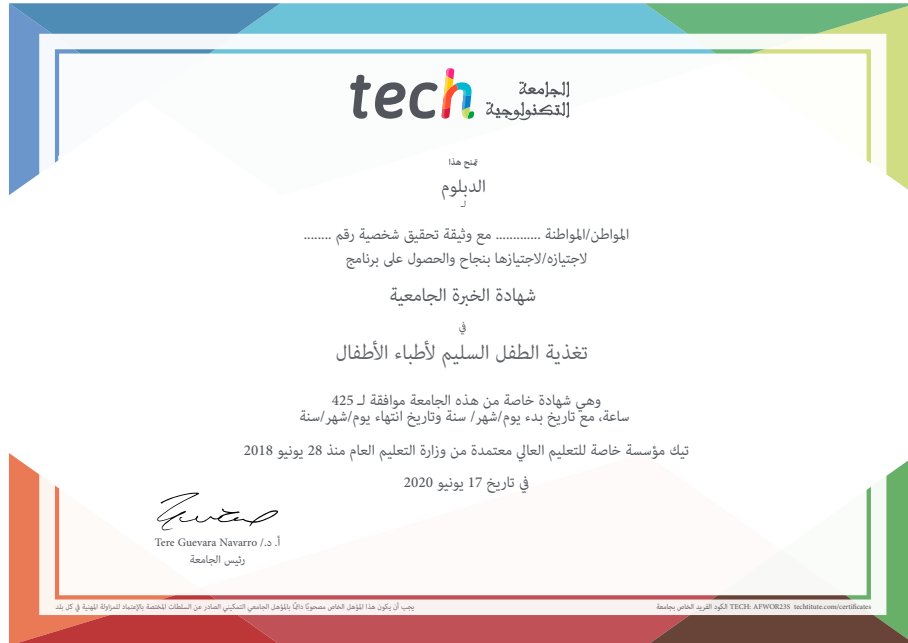 tech
الجامعة
التكنولوجية
يمنح هذا
الدبلوم
لـ
المواطن/المواطنة ............. مع وثيقة تحقيق شخصية رقم ........
لاجتيازه/لاجتيازها بنجاح والحصول على برنامج
شهادة الخبرة الجامعية
في
تغذية الطفل السليم لأطباء الأطفال
وهي شهادة خاصة من هذه الجامعة موافقة لـ 425
ساعة، مع تاريخ بدء يوم/شهر/ سنة وتاريخ انتهاء يوم/شهر/سنة
تيك مؤسسة خاصة للتعليم العالي معتمدة من وزارة التعليم العام منذ 28 يونيو 2018
في تاريخ 17 يونيو 2020
أ. د./ Tere Guevara Navarro
رئيس الجامعة
يجب أن يكون هذا المؤهل الخاص مصحوبًا دائمًا بالمؤهل الجامعي التمكيني الصادر عن السلطات المختصة بالإعتماد للمزاولة المهنية في كل بلد
الكود الفريد الخاص بجامعة TECH: AFWOR23S techtitute.com/certificates